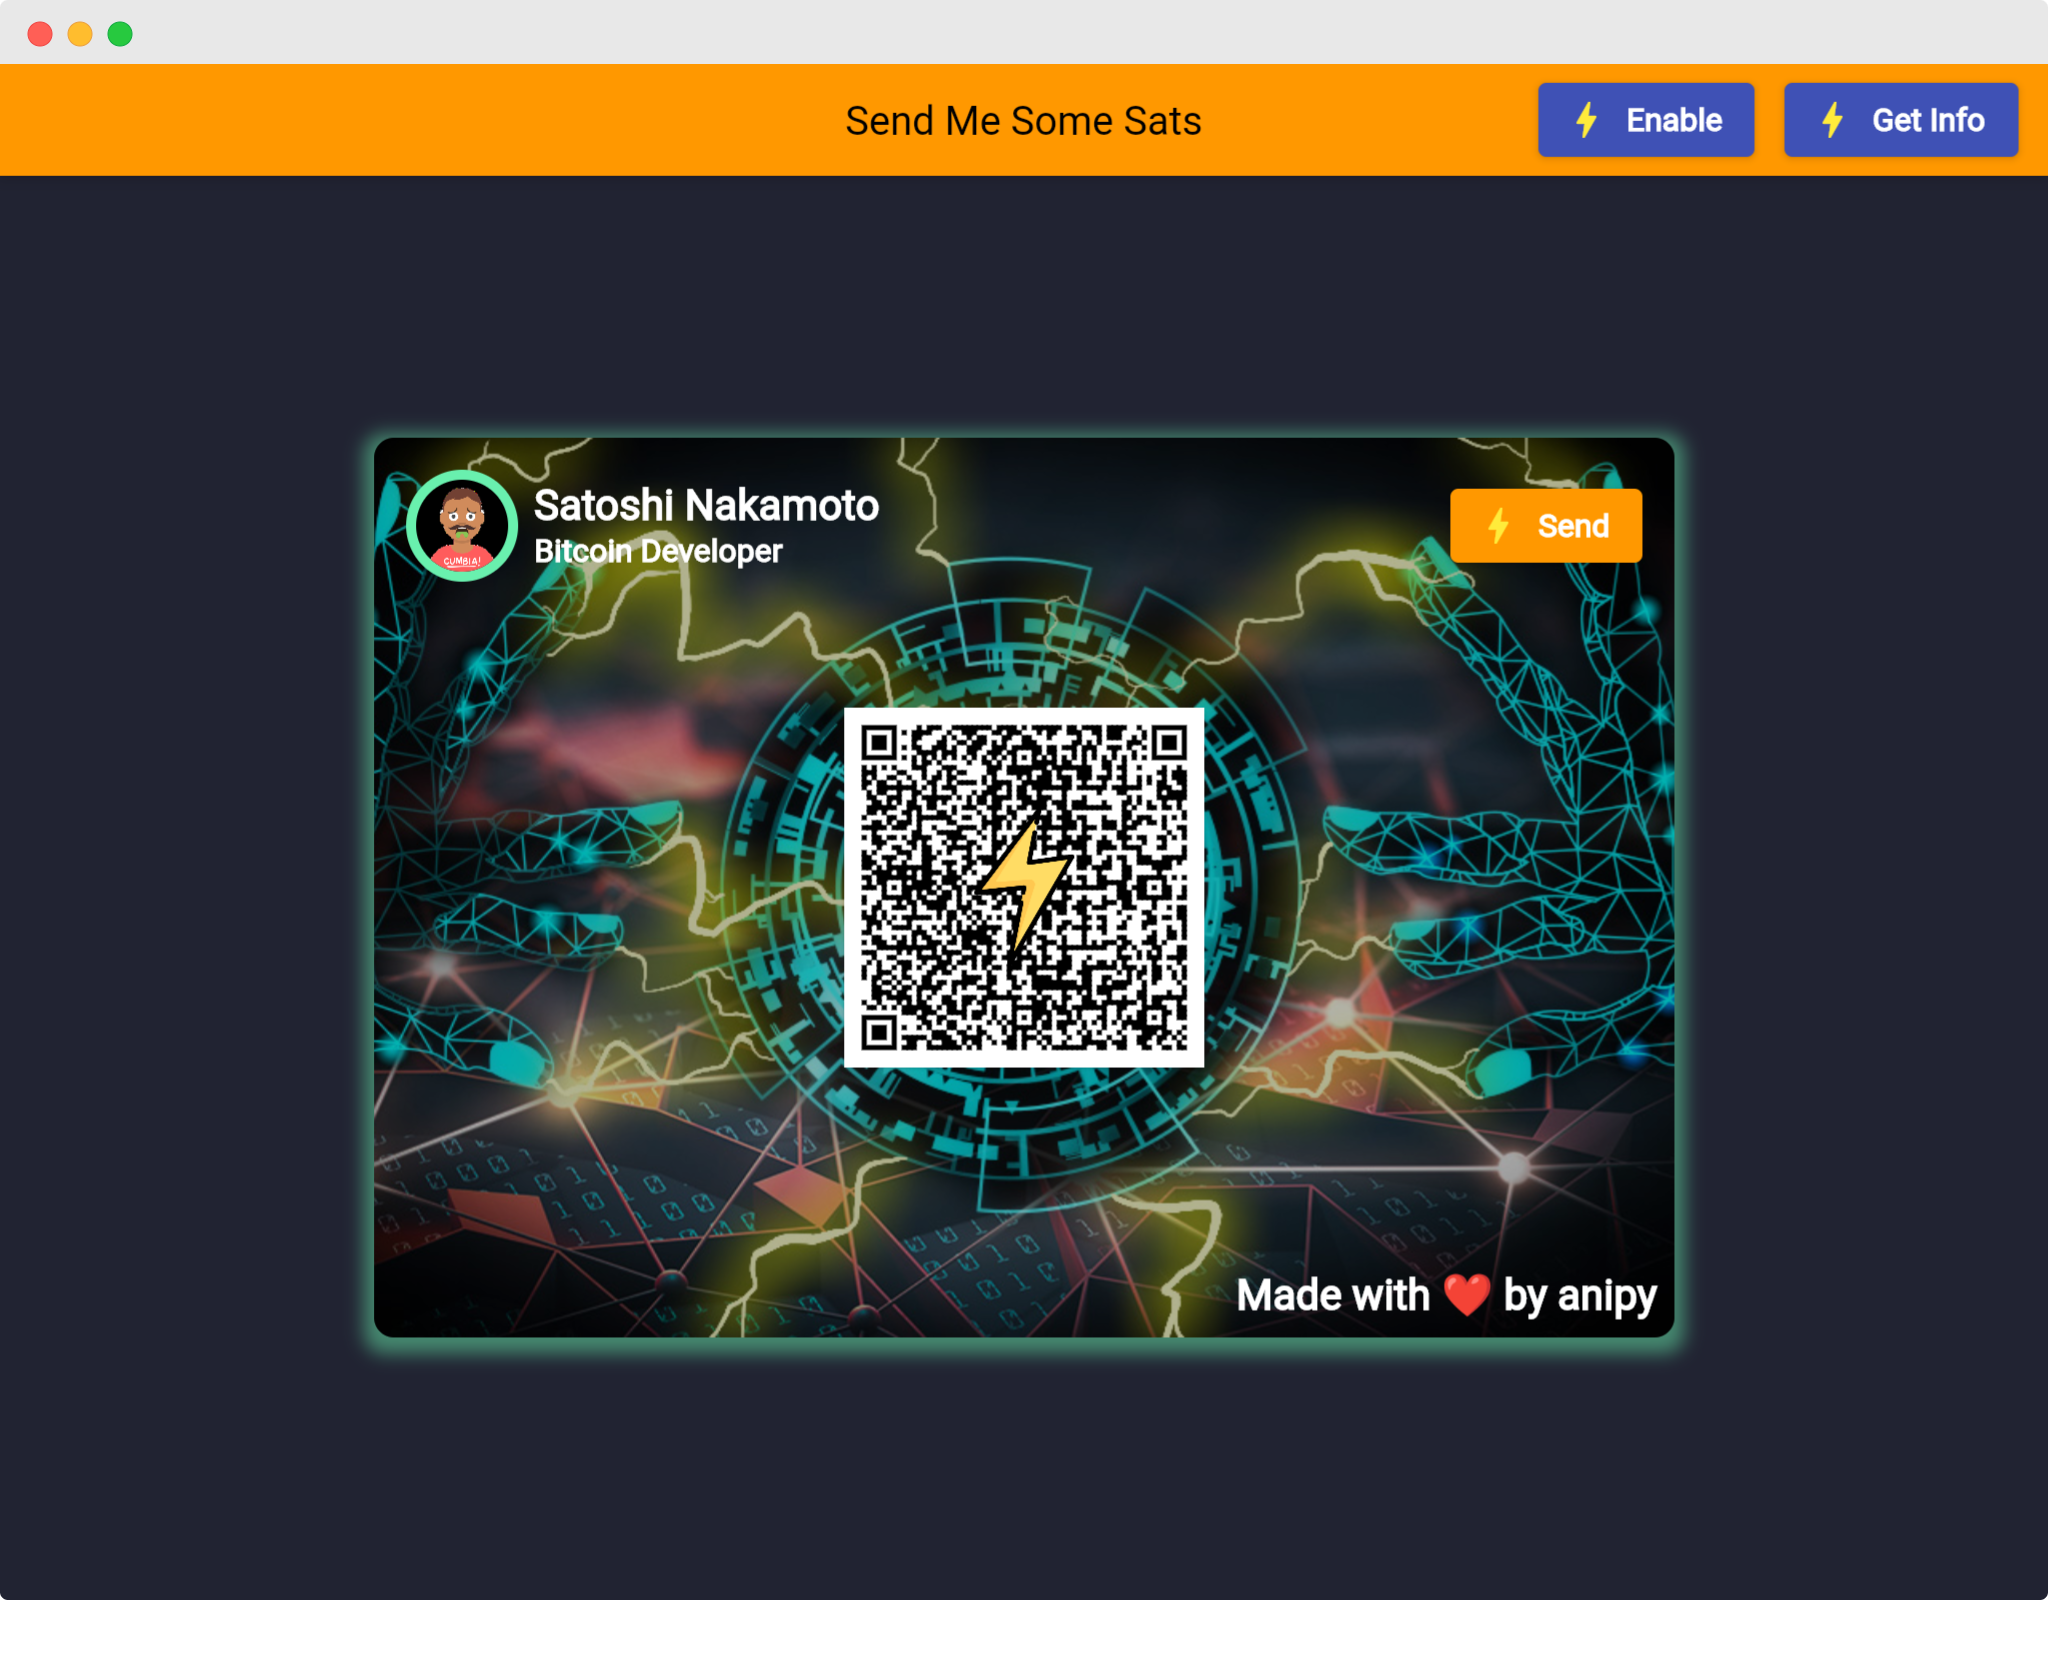 Send Me Some Sats
Enable
Get Info
Satoshi Nakamoto
Bitcoin Developer
Send
CUMBIA!
Made with ❤️ by anipy